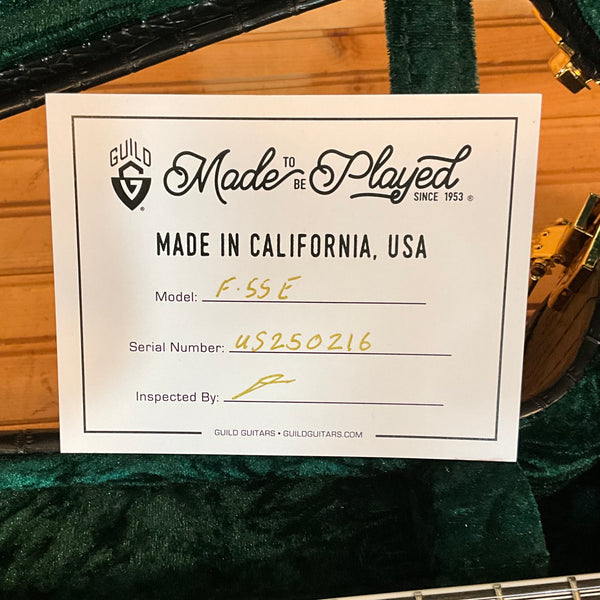 GUILD
G®
Made TO BE Played
SINCE 1953 ®
MADE IN CALIFORNIA, USA
Model: F-55E
Serial Number: US250216
Inspected By:
GUILD GUITARS • GUILDGUITARS.COM